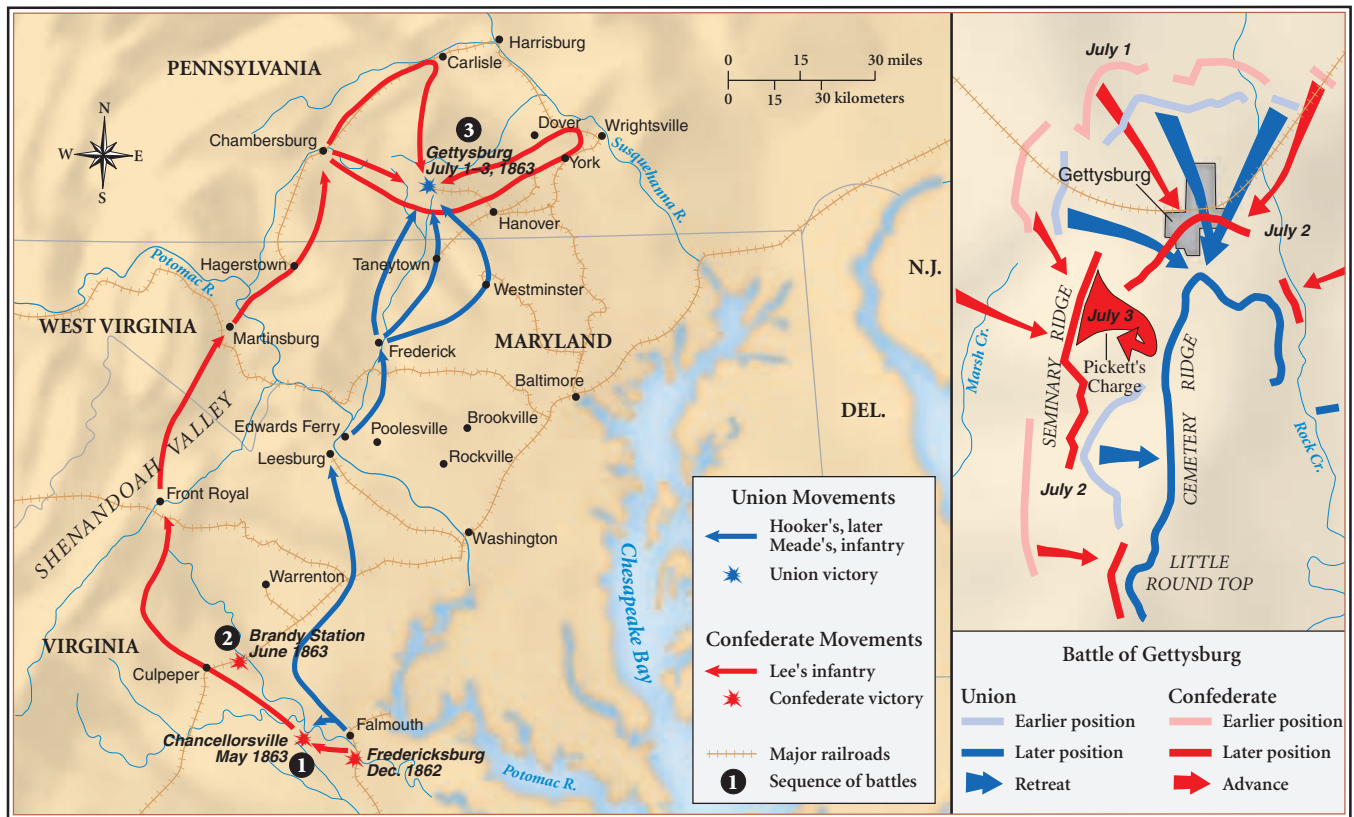 Harrisburg
Carlisle
PENNSYLVANIA
0 15 30 miles
0 15 30 kilometers
N
W E
S
Chambersburg
3
Gettysburg
July 1–3, 1863
Dover
Wrightsville
York
Susquehanna R.
Hanover
Hagerstown
Taneytown
Potomac R.
Westminster
N.J.
WEST VIRGINIA
Martinsburg
Frederick
MARYLAND
Baltimore
DEL.
SHENANDOAH VALLEY
Edwards Ferry
Poolesville
Brookville
Leesburg
Rockville
Front Royal
Washington
Warrenton
Chesapeake Bay
VIRGINIA
2
Brandy Station
June 1863
Culpeper
Falmouth
Chancellorsville
May 1863
1
Fredericksburg
Dec. 1862
Potomac R.
Union Movements
Hooker's, later
Meade's, infantry
Union victory
Confederate Movements
Lee's infantry
Confederate victory
Major railroads
1 Sequence of battles
July 1
Gettysburg
July 2
July 3
Pickett's
Charge
SEMINARY RIDGE
CEMETERY RIDGE
Marsh Cr.
Rock Cr.
July 2
LITTLE
ROUND TOP
Battle of Gettysburg
Union
Earlier position
Later position
Retreat
Confederate
Earlier position
Later position
Advance